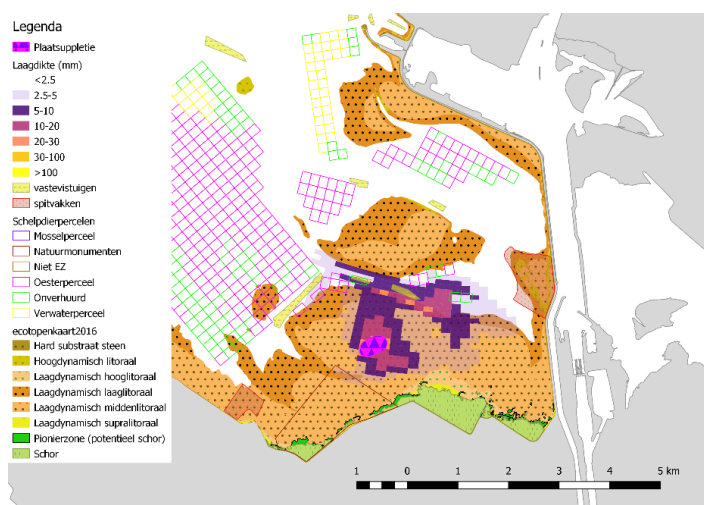 Legenda
Plaatsuppletie
Laagdikte (mm)
<2.5
2.5-5
5-10
10-20
20-30
30-100
>100
vastevistuigen
spitvakken
Schelpdierpercelen
Mosselperceel
Natuurmonumenten
Niet EZ
Oesterperceel
Onverhuurd
Verwaterperceel
ecotopenkaart2016
Hard substraat steen
Hoogdynamisch litoraal
Laagdynamisch hooglitoraal
Laagdynamisch laaglitoraal
Laagdynamisch middenlitoraal
Laagdynamisch supralitoraal
Pionierzone (potentieel schor)
Schor
1 0 1 2 3 4 5 km